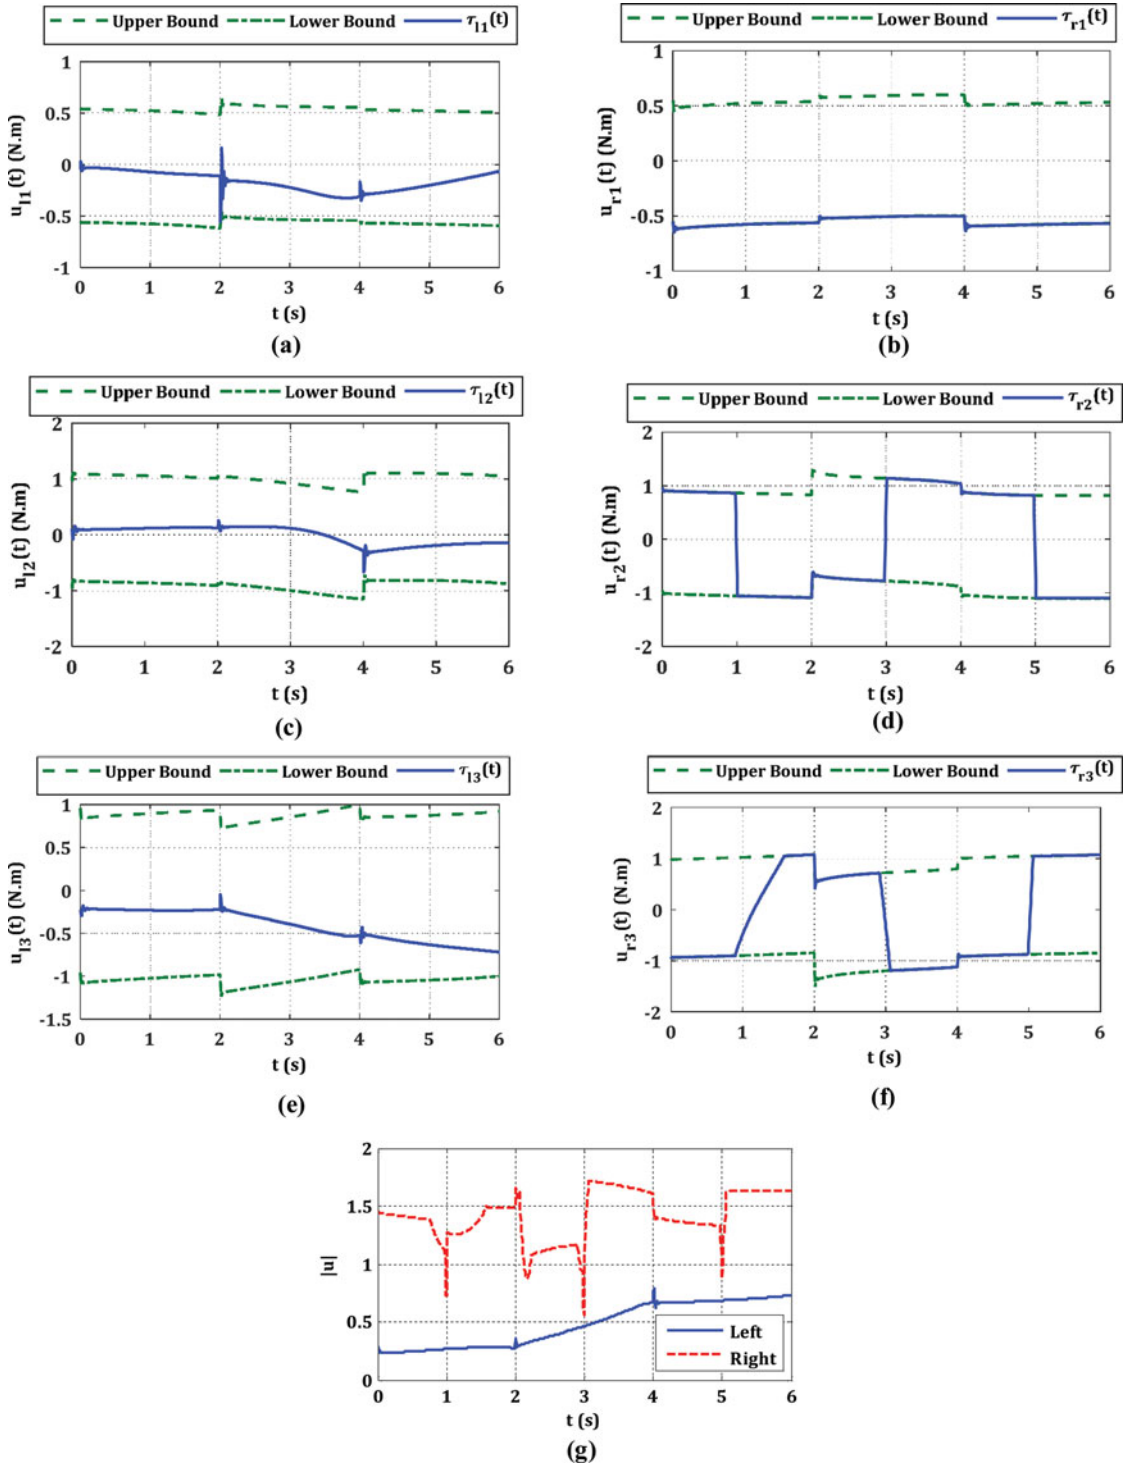 Upper Bound Lower Bound τl1(t)
Upper Bound Lower Bound τr1(t)
ul1(t) (N.m)
1
0.5
0
-0.5
-1
0 1 2 3 4 5 6
t (s)
(a)
ur1(t) (N.m)
1
0.5
0
-0.5
-1
0 1 2 3 4 5 6
t (s)
(b)
Upper Bound Lower Bound τl2(t)
Upper Bound Lower Bound τr2(t)
ul2(t) (N.m)
2
1
0
-1
-2
0 1 2 3 4 5 6
t (s)
(c)
ur2(t) (N.m)
2
1
0
-1
-2
0 1 2 3 4 5 6
t (s)
(d)
Upper Bound Lower Bound τl3(t)
Upper Bound Lower Bound τr3(t)
ul3(t) (N.m)
1
0.5
0
-0.5
-1
-1.5
0 1 2 3 4 5 6
t (s)
(e)
ur3(t) (N.m)
2
1
0
-1
-2
0 1 2 3 4 5 6
t (s)
(f)
|u|
2
1.5
1
0.5
0
Left
Right
0 1 2 3 4 5 6
t (s)
(g)